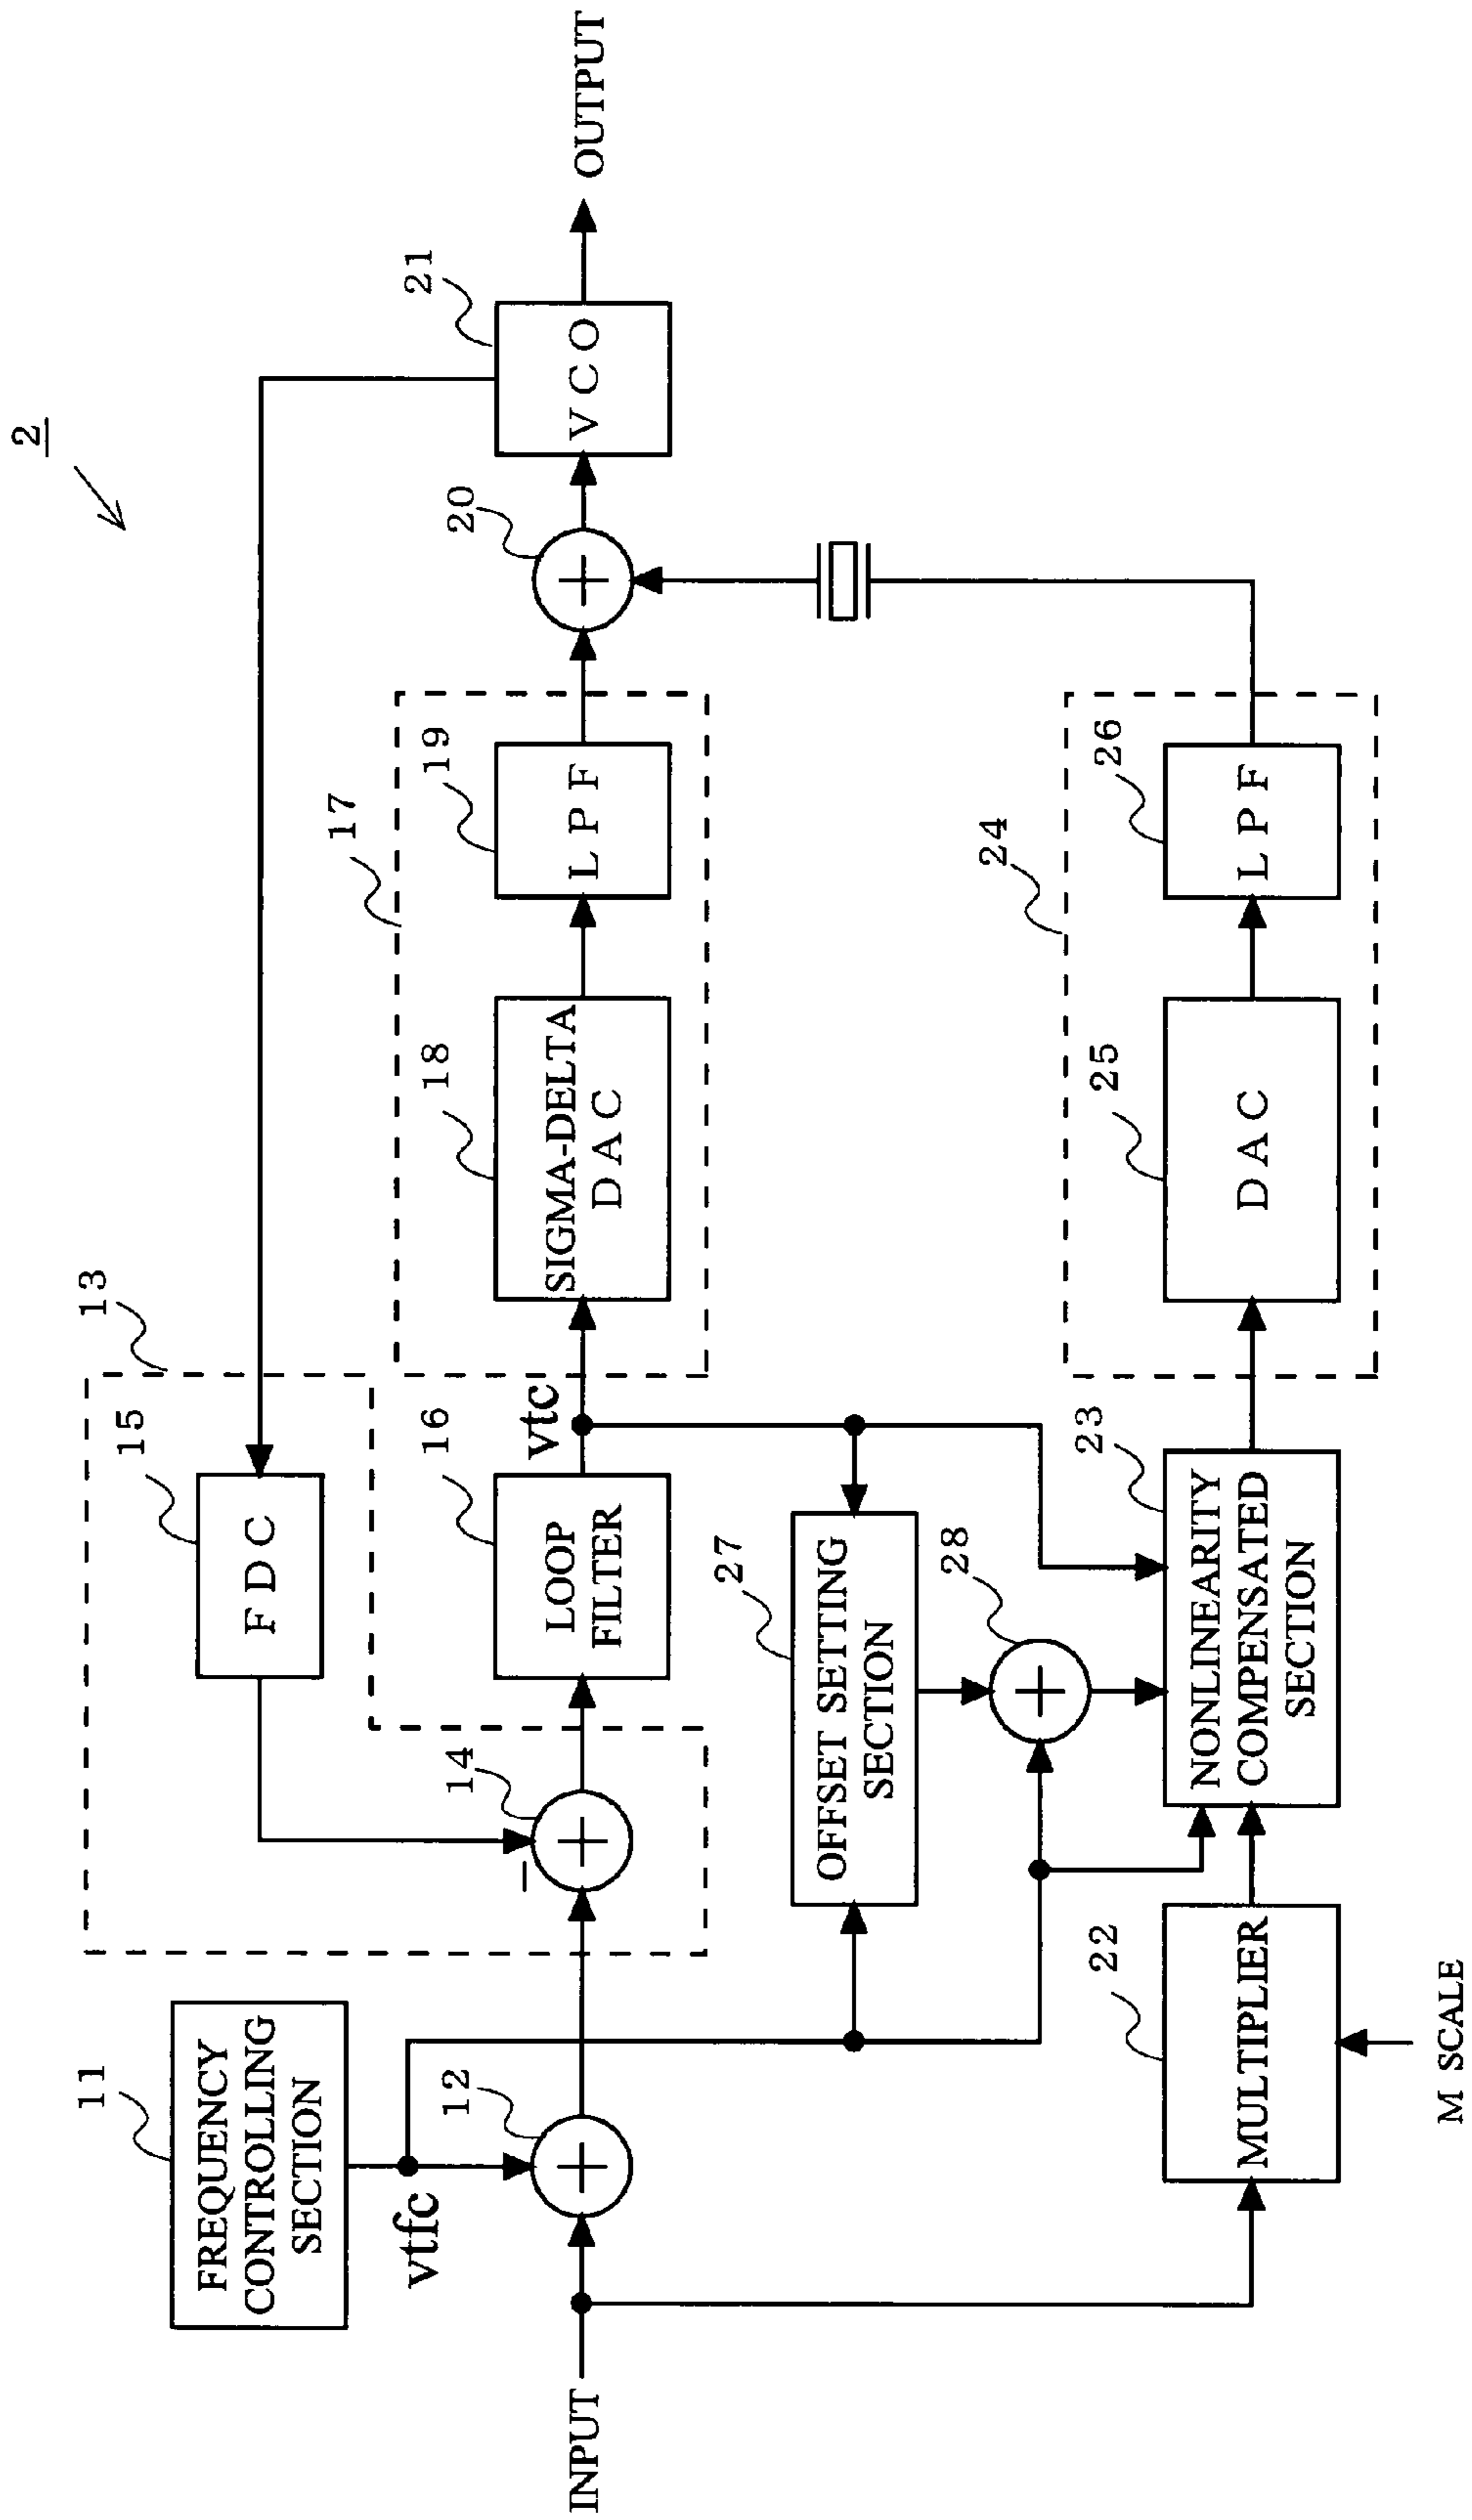 2
11
FREQUENCY
CONTROLLING
SECTION
vtfc
INPUT
12
13
14
15
FDC
16
LOOP
FILTER
vtc
17
18
SIGMA-DELTA
DAC
19
LPF
20
21
VCO
OUTPUT
27
OFFSET SETTING
SECTION
28
22
MULTIPLIER
M SCALE
23
NONLINEARITY
COMPENSATED
SECTION
24
25
DAC
26
LPF